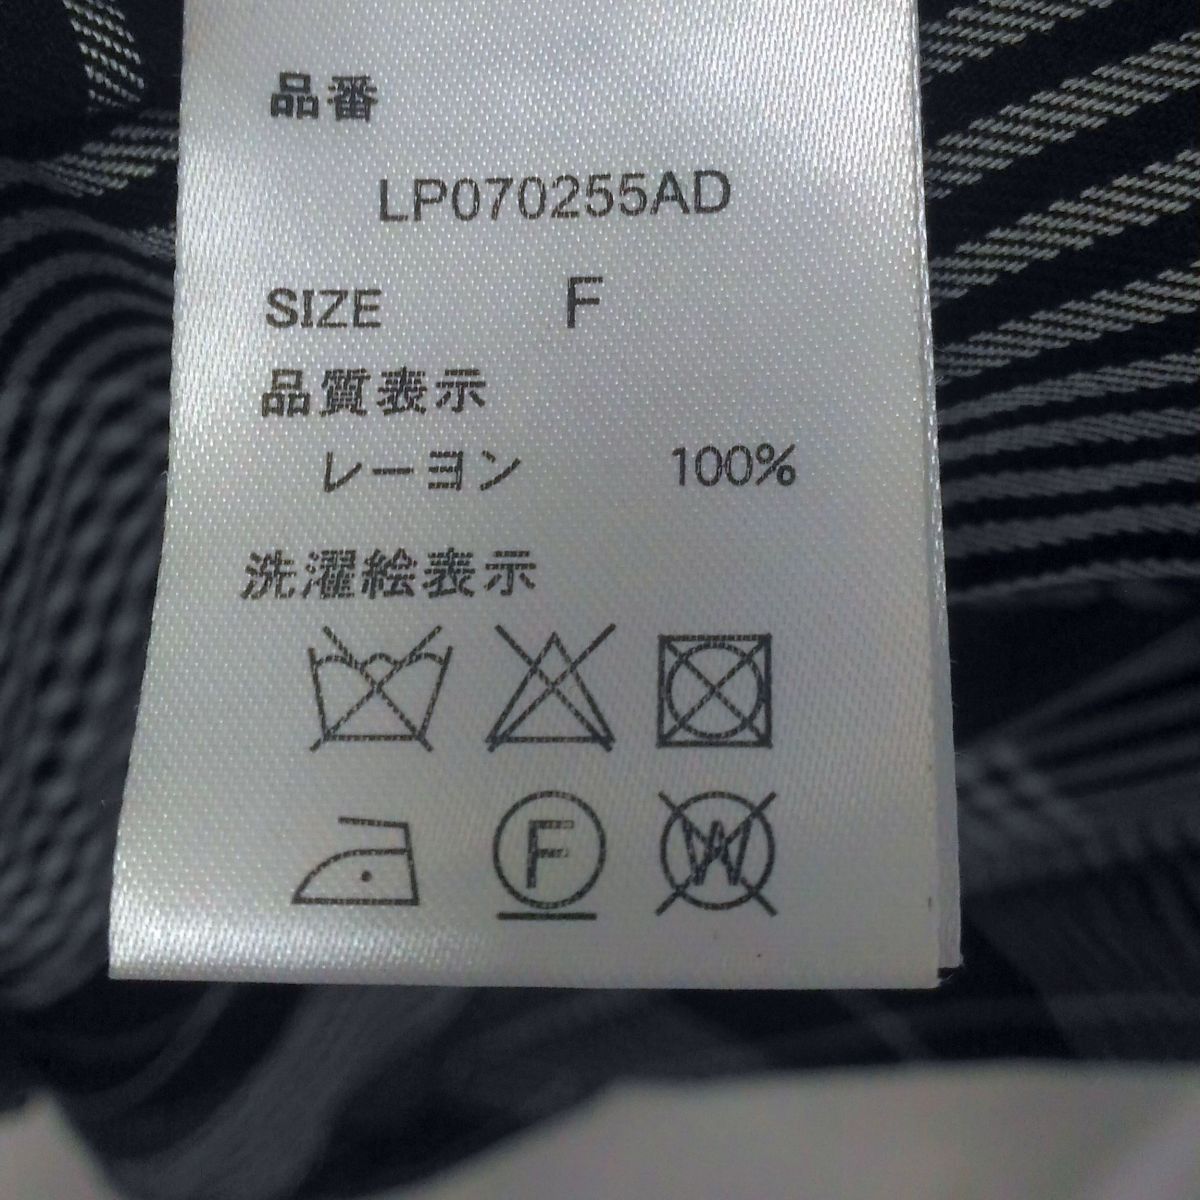 品番
LP070255AD
SIZE F
品質表示
レーヨン 100%
洗濯絵表示
F W